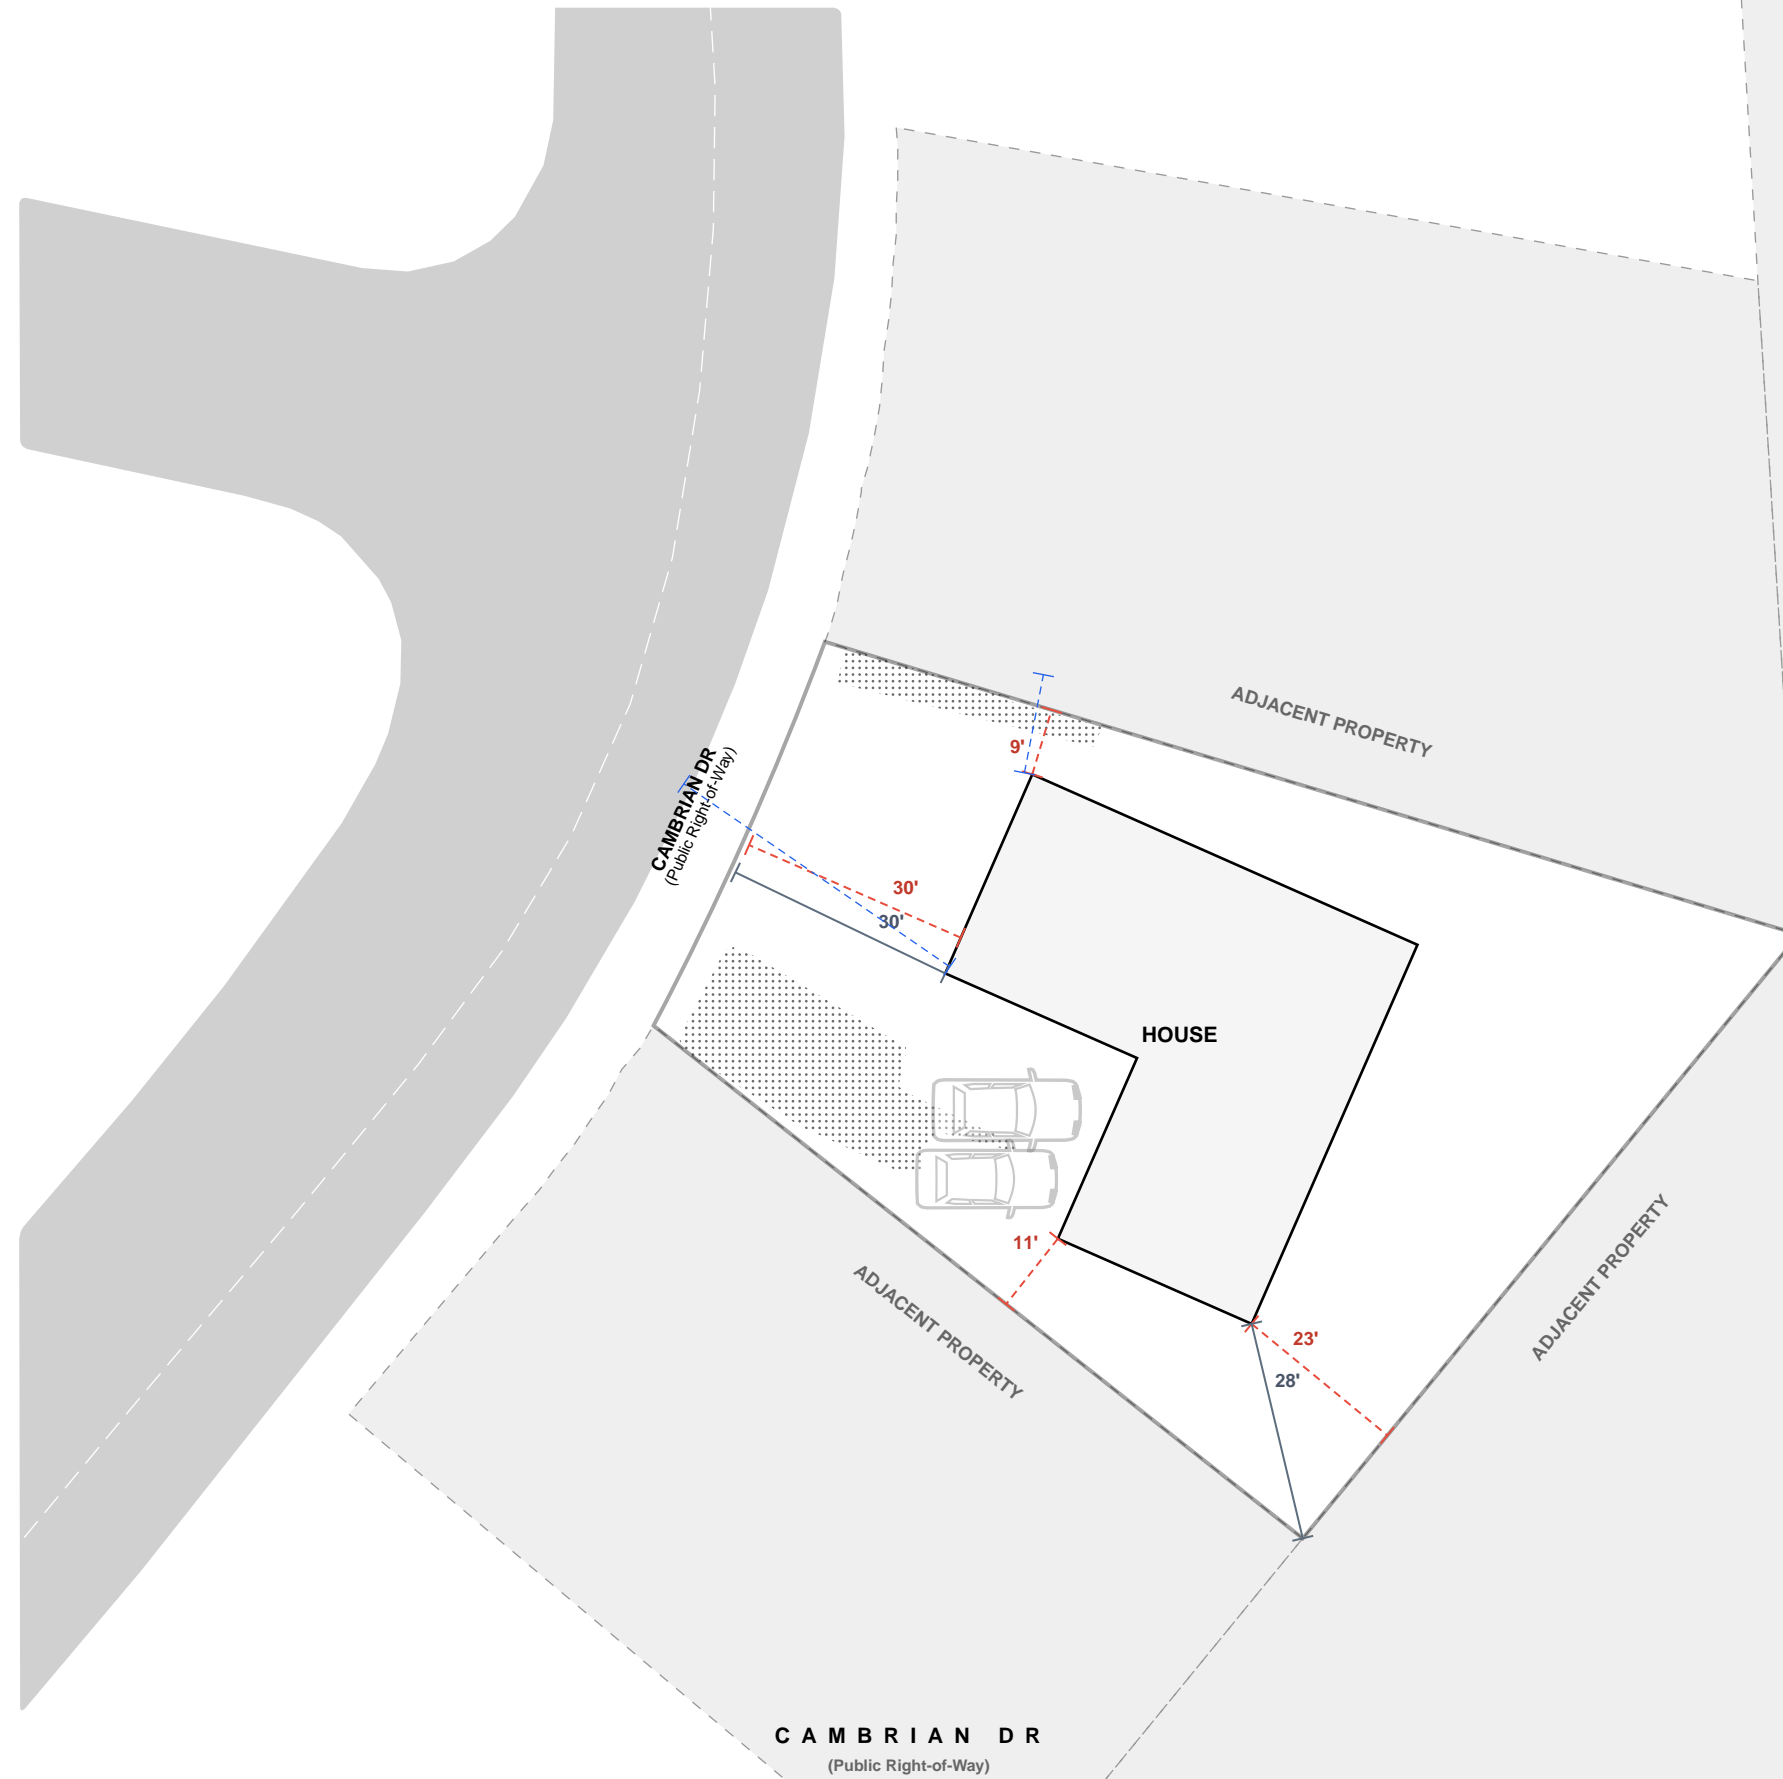 ADJACENT PROPERTY
9'
CAMBRIAN DR
(Public Right-of-Way)
30'
30'
HOUSE
11'
ADJACENT PROPERTY
ADJACENT PROPERTY
23'
28'
CAMBRIAN DR
(Public Right-of-Way)